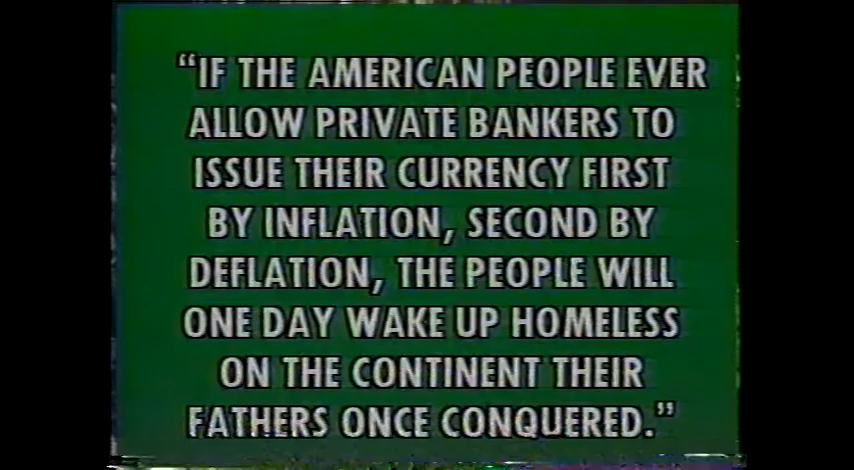 “IF THE AMERICAN PEOPLE EVER
ALLOW PRIVATE BANKERS TO
ISSUE THEIR CURRENCY FIRST
BY INFLATION, SECOND BY
DEFLATION, THE PEOPLE WILL
ONE DAY WAKE UP HOMELESS
ON THE CONTINENT THEIR
FATHERS ONCE CONQUERED.”